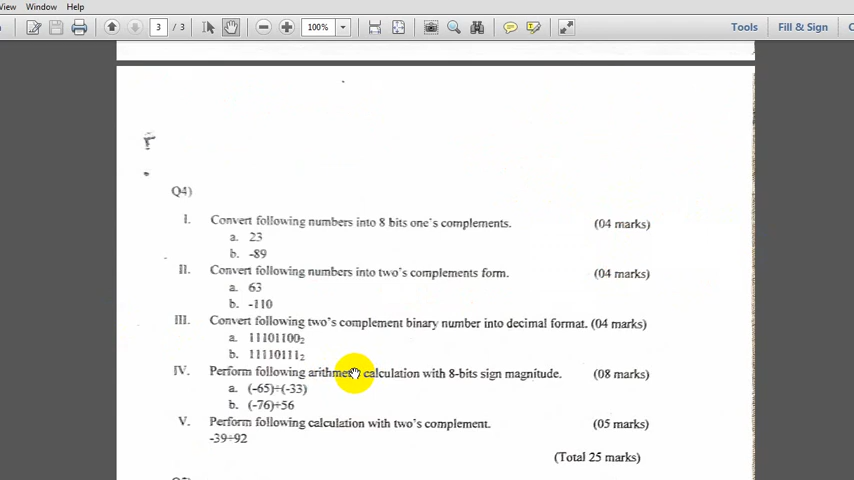 View Window Help
3 / 3 100% Tools Fill & Sign
Q4)
I. Convert following numbers into 8 bits one's complements. (04 marks)
a. 23
b. -89
II. Convert following numbers into two's complements form. (04 marks)
a. 63
b. -110
III. Convert following two's complement binary number into decimal format. (04 marks)
a. 11101100₂
b. 11110111₂
IV. Perform following arithmetic calculation with 8-bits sign magnitude. (08 marks)
a. (-65)+(-33)
b. (-76)+56
V. Perform following calculation with two's complement. (05 marks)
-39+92
(Total 25 marks)